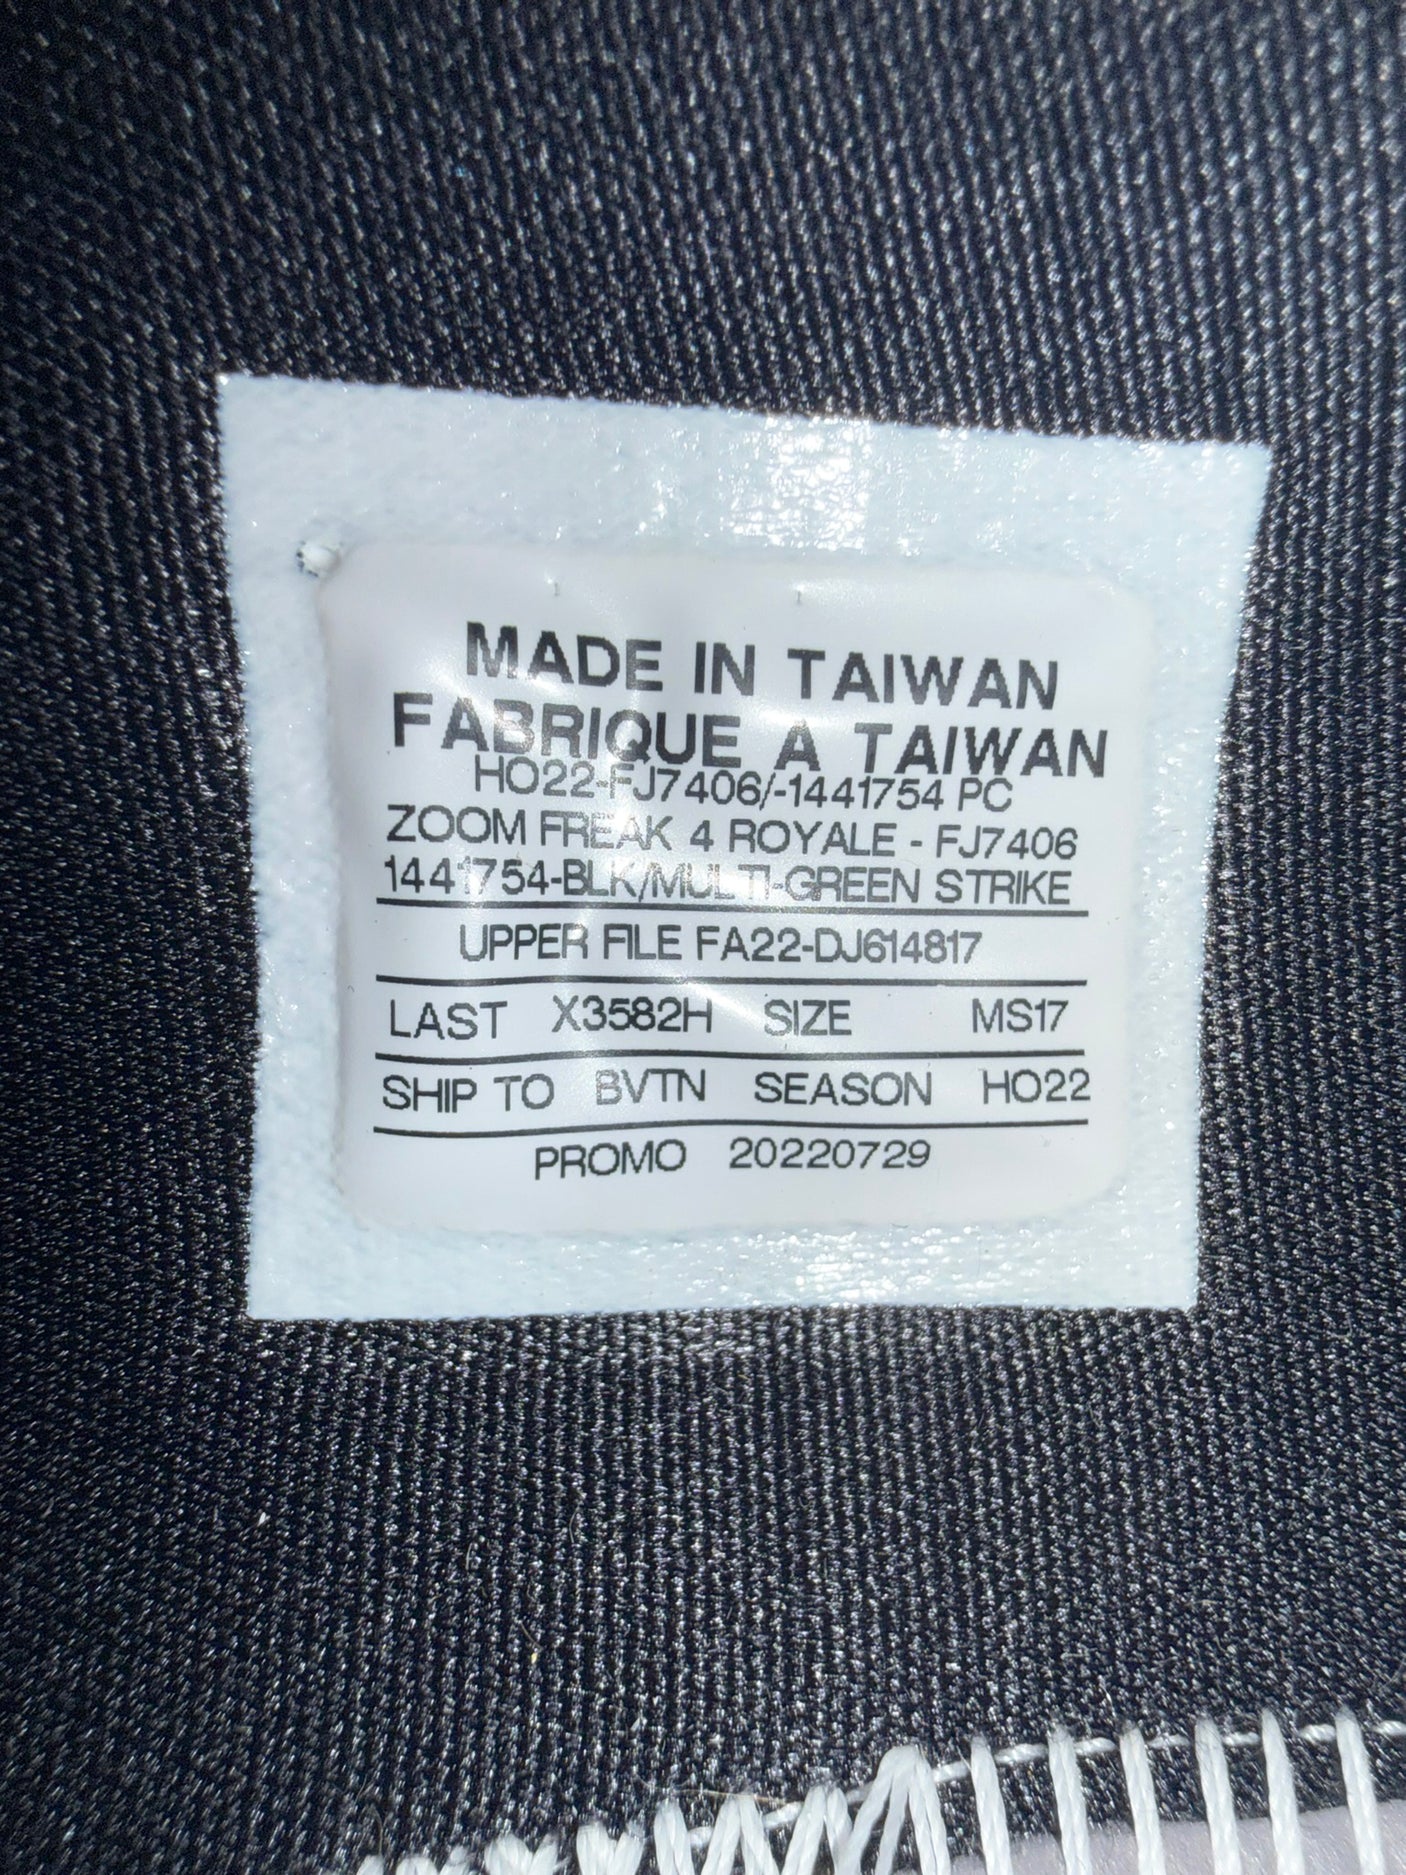 MADE IN TAIWAN
FABRIQUE A TAIWAN
HO22-FJ7406/-1441754 PC
ZOOM FREAK 4 ROYALE - FJ7406
1441754-BLK/MULTI-GREEN STRIKE
UPPER FILE FA22-DJ614817
LAST X3582H SIZE MS17
SHIP TO BVTN SEASON HO22
PROMO 20220729